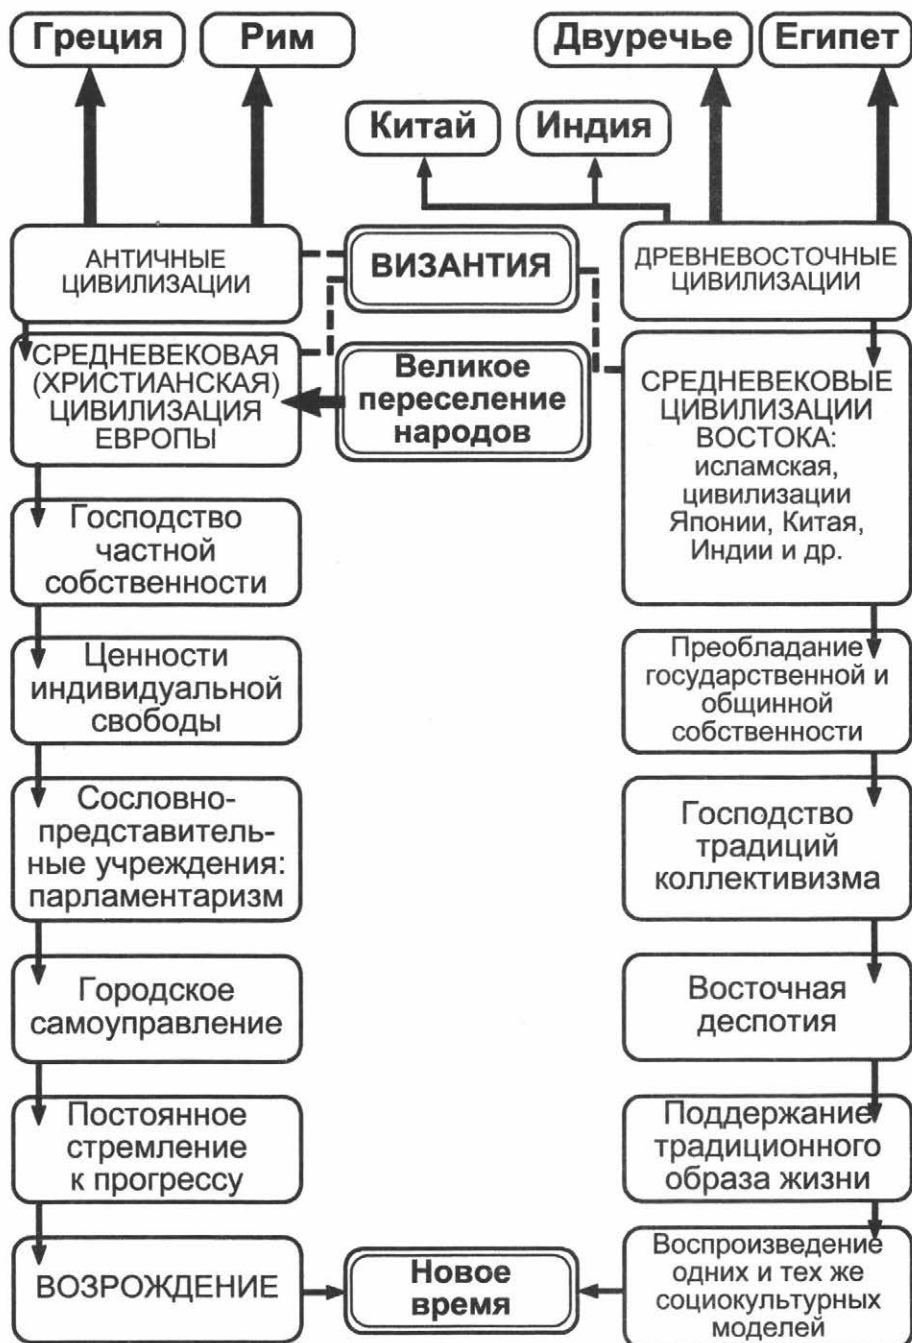 Греция
Рим
Двуречье
Египет
Китай
Индия
АНТИЧНЫЕ
ЦИВИЛИЗАЦИИ
ВИЗАНТИЯ
ДРЕВНЕВОСТОЧНЫЕ
ЦИВИЛИЗАЦИИ
СРЕДНЕВЕКОВАЯ
(ХРИСТИАНСКАЯ)
ЦИВИЛИЗАЦИЯ
ЕВРОПЫ
Великое
переселение
народов
СРЕДНЕВЕКОВЫЕ
ЦИВИЛИЗАЦИИ
ВОСТОКА:
исламская,
цивилизации
Японии, Китая,
Индии и др.
Господство
частной
собственности
Ценности
индивидуальной
свободы
Преобладание
государственной и
общинной
собственности
Сословно-
представитель-
ные учреждения:
парламентаризм
Господство
традиций
коллективизма
Городское
самоуправление
Восточная
деспотия
Постоянное
стремление
к прогрессу
Поддержание
традиционного
образа жизни
ВОЗРОЖДЕНИЕ
Новое
время
Воспроизведение
одних и тех же
социокультурных
моделей